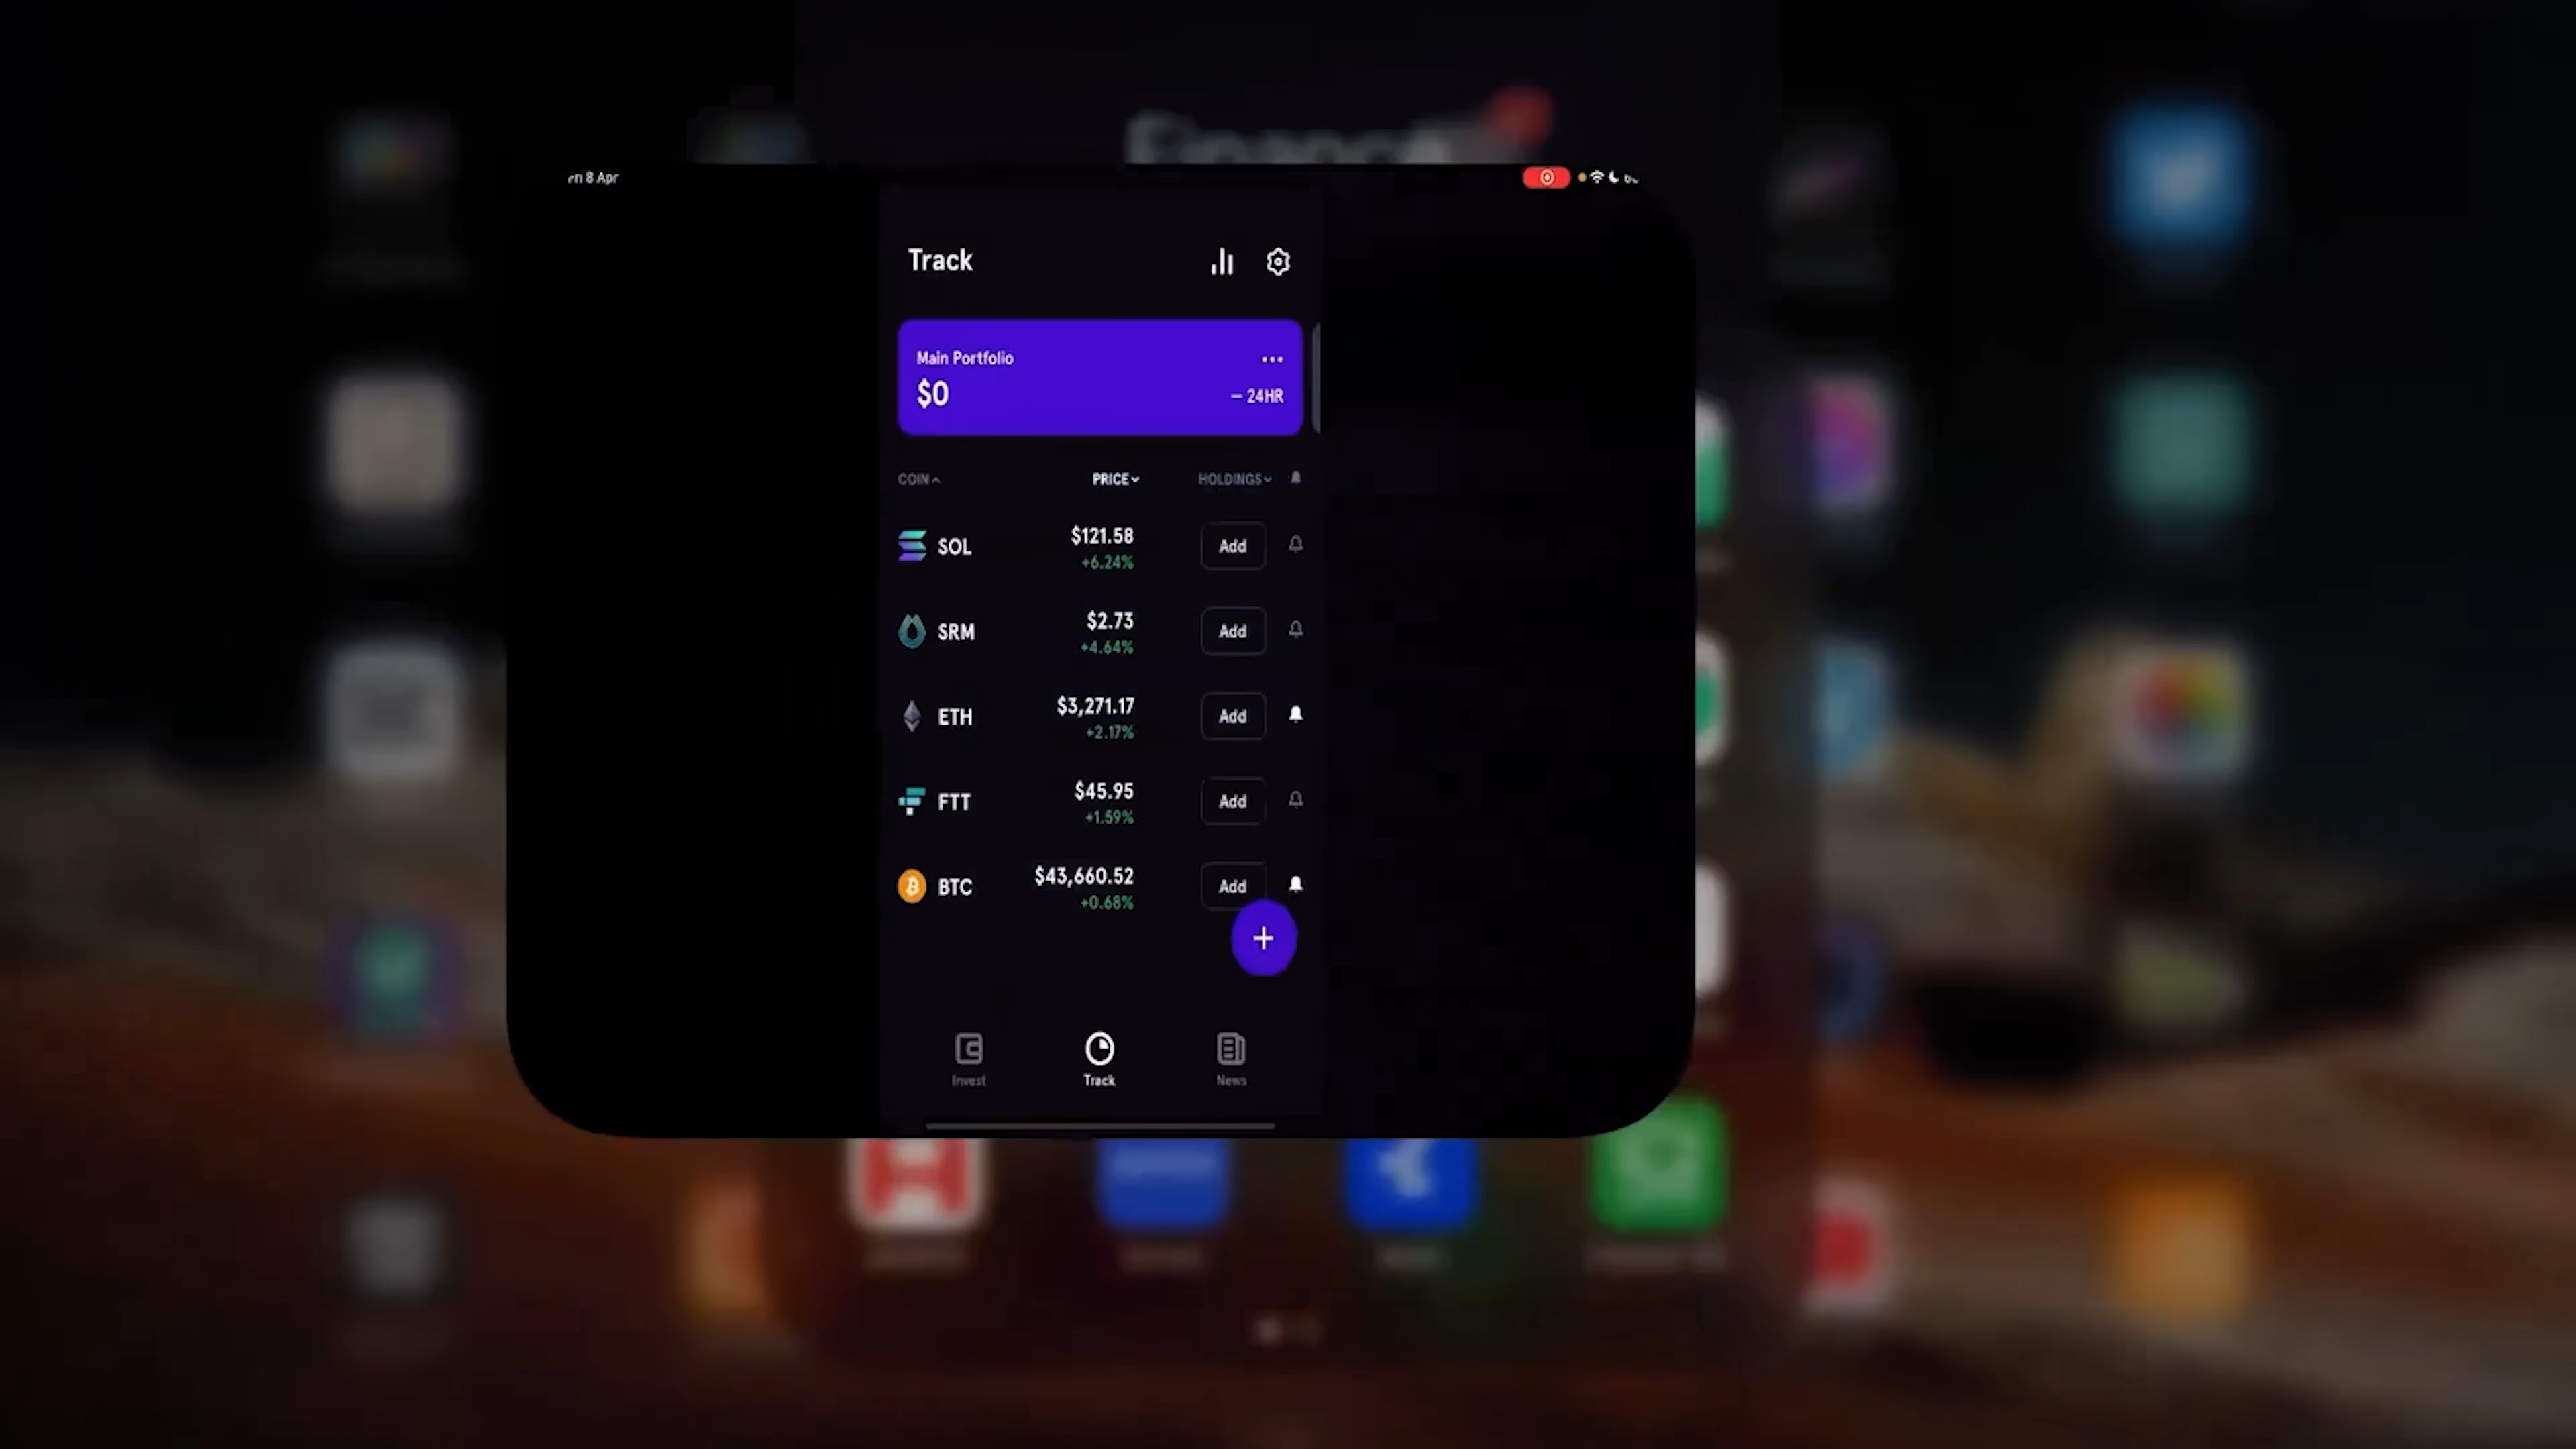 Finance
Fri 8 Apr
Track
Main Portfolio
$0
— 24HR
COIN PRICE HOLDINGS
SOL $121.58 Add
+6.24%
SRM $2.73 Add
+4.64%
ETH $3,271.17 Add
+2.17%
FTT $45.95 Add
+1.59%
BTC $43,660.52 Add
+0.68%
+
Invest Track News